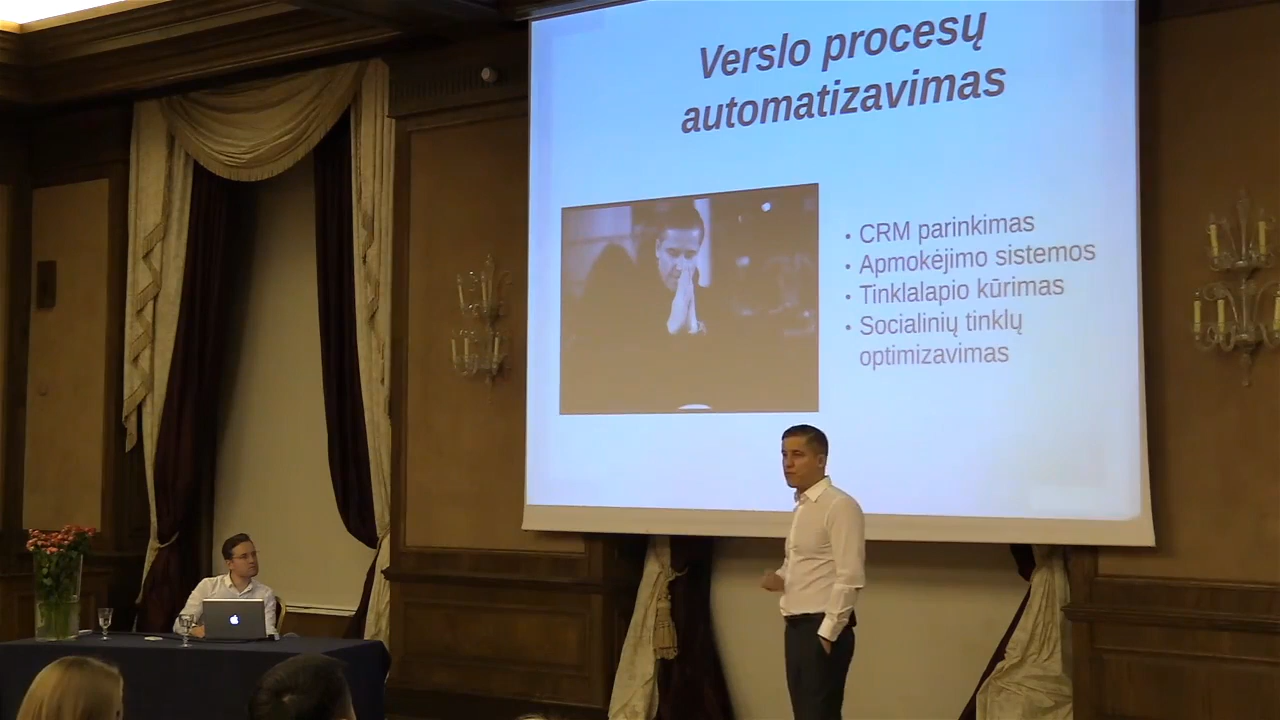 Verslo procesų
automatizavimas
• CRM parinkimas
• Apmokėjimo sistemos
• Tinklalapio kūrimas
• Socialinių tinklų
optimizavimas